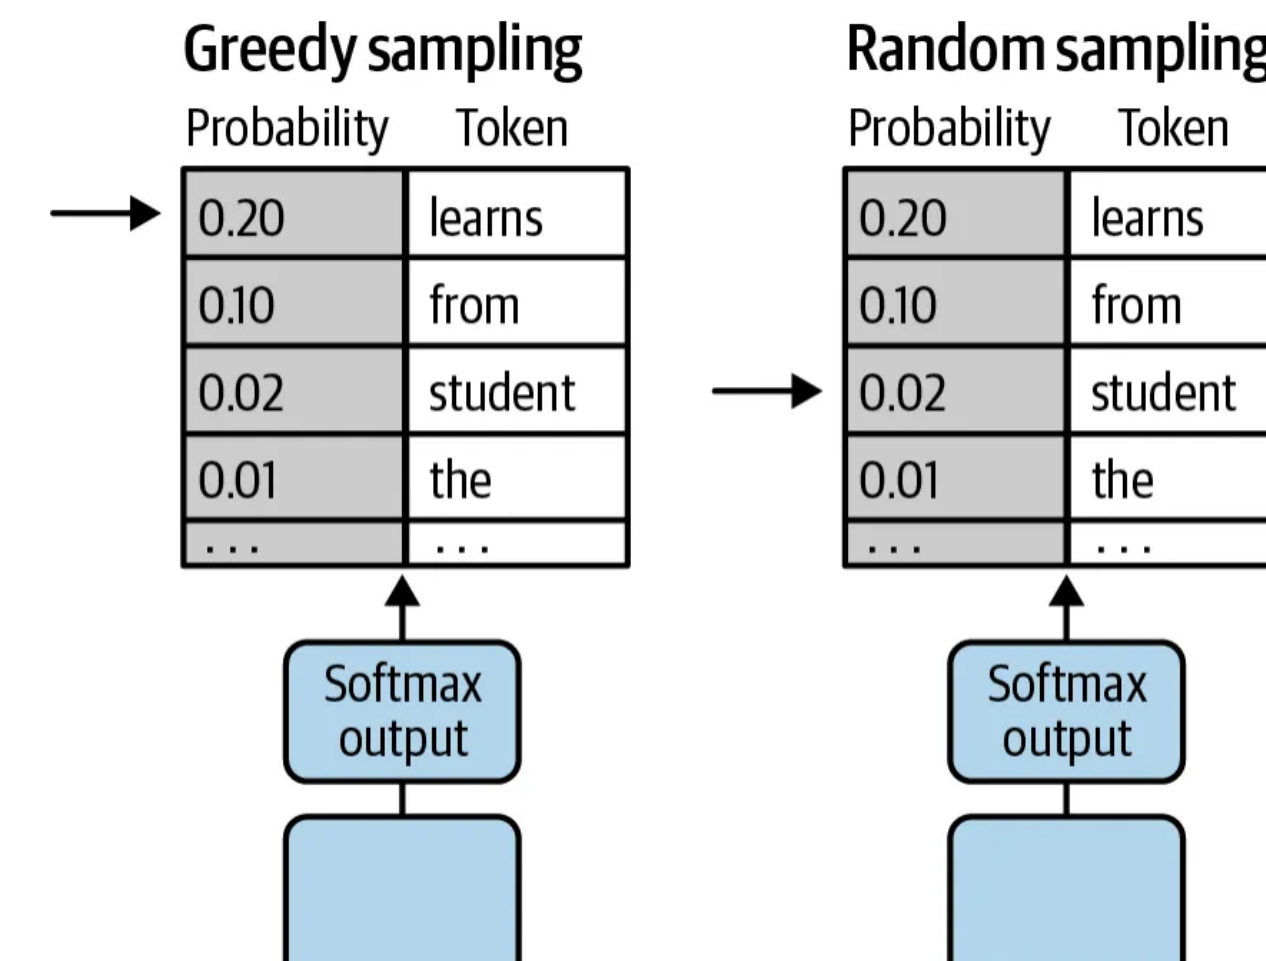 Greedy sampling
Probability Token
0.20 learns
0.10 from
0.02 student
0.01 the
... ...
Softmax
output
Random sampling
Probability Token
0.20 learns
0.10 from
0.02 student
0.01 the
... ...
Softmax
output